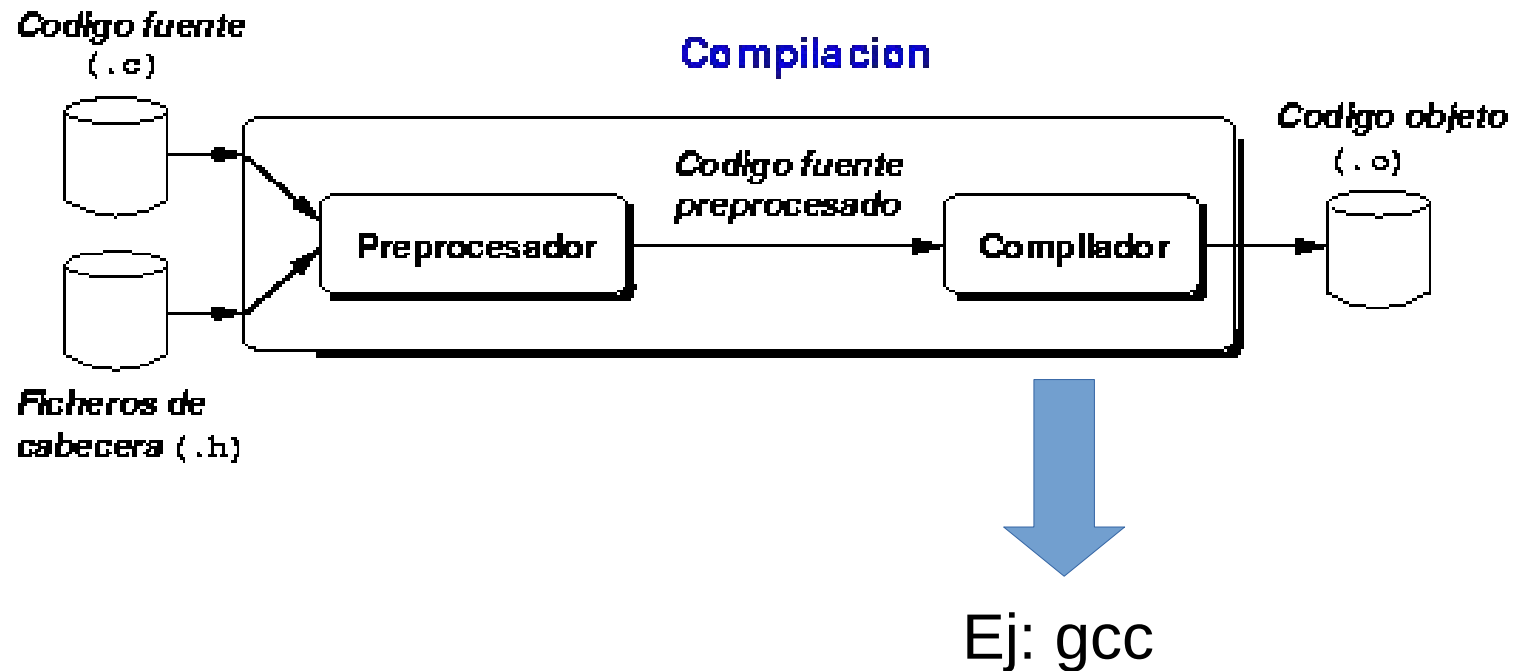 Codigo fuente
(.c)
Compilacion
Codigo objeto
(.o)
Codigo fuente
preprocesado
Preprocesador
Compilador
Ficheros de
cabecera (.h)
Ej: gcc